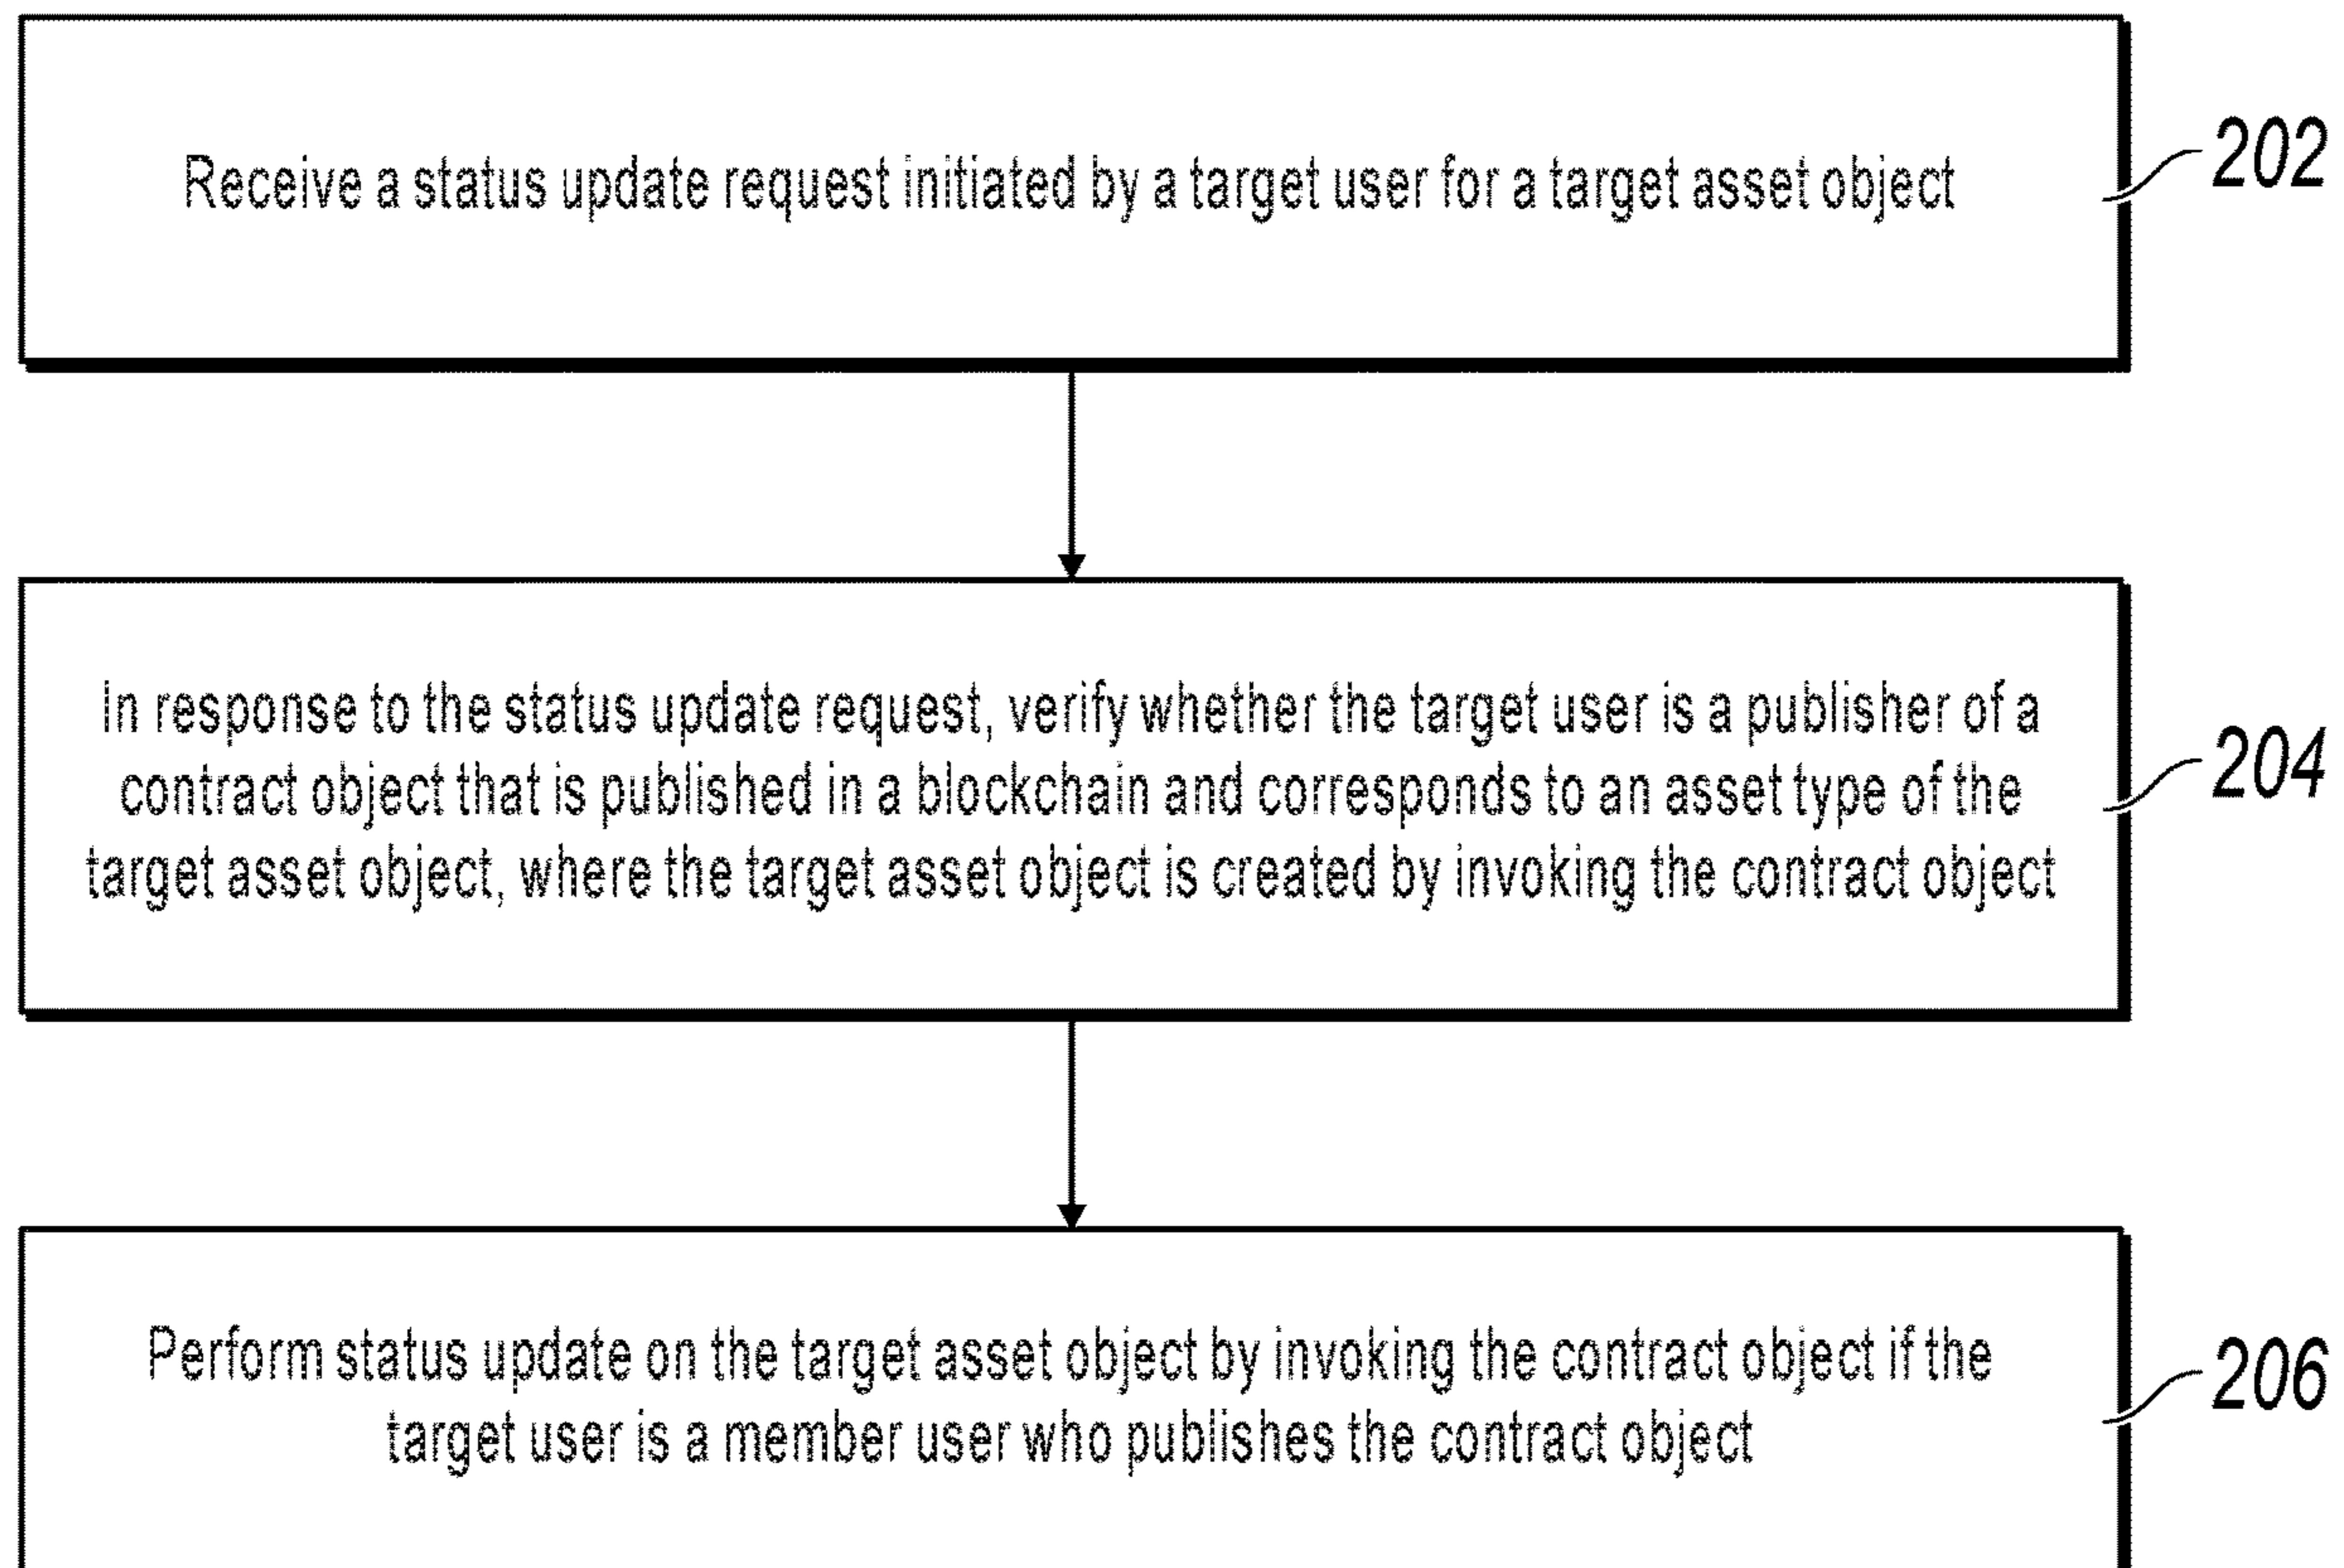 Receive a status update request initiated by a target user for a target asset object
202
In response to the status update request, verify whether the target user is a publisher of a
contract object that is published in a blockchain and corresponds to an asset type of the
target asset object, where the target asset object is created by invoking the contract object
204
Perform status update on the target asset object by invoking the contract object if the
target user is a member user who publishes the contract object
206